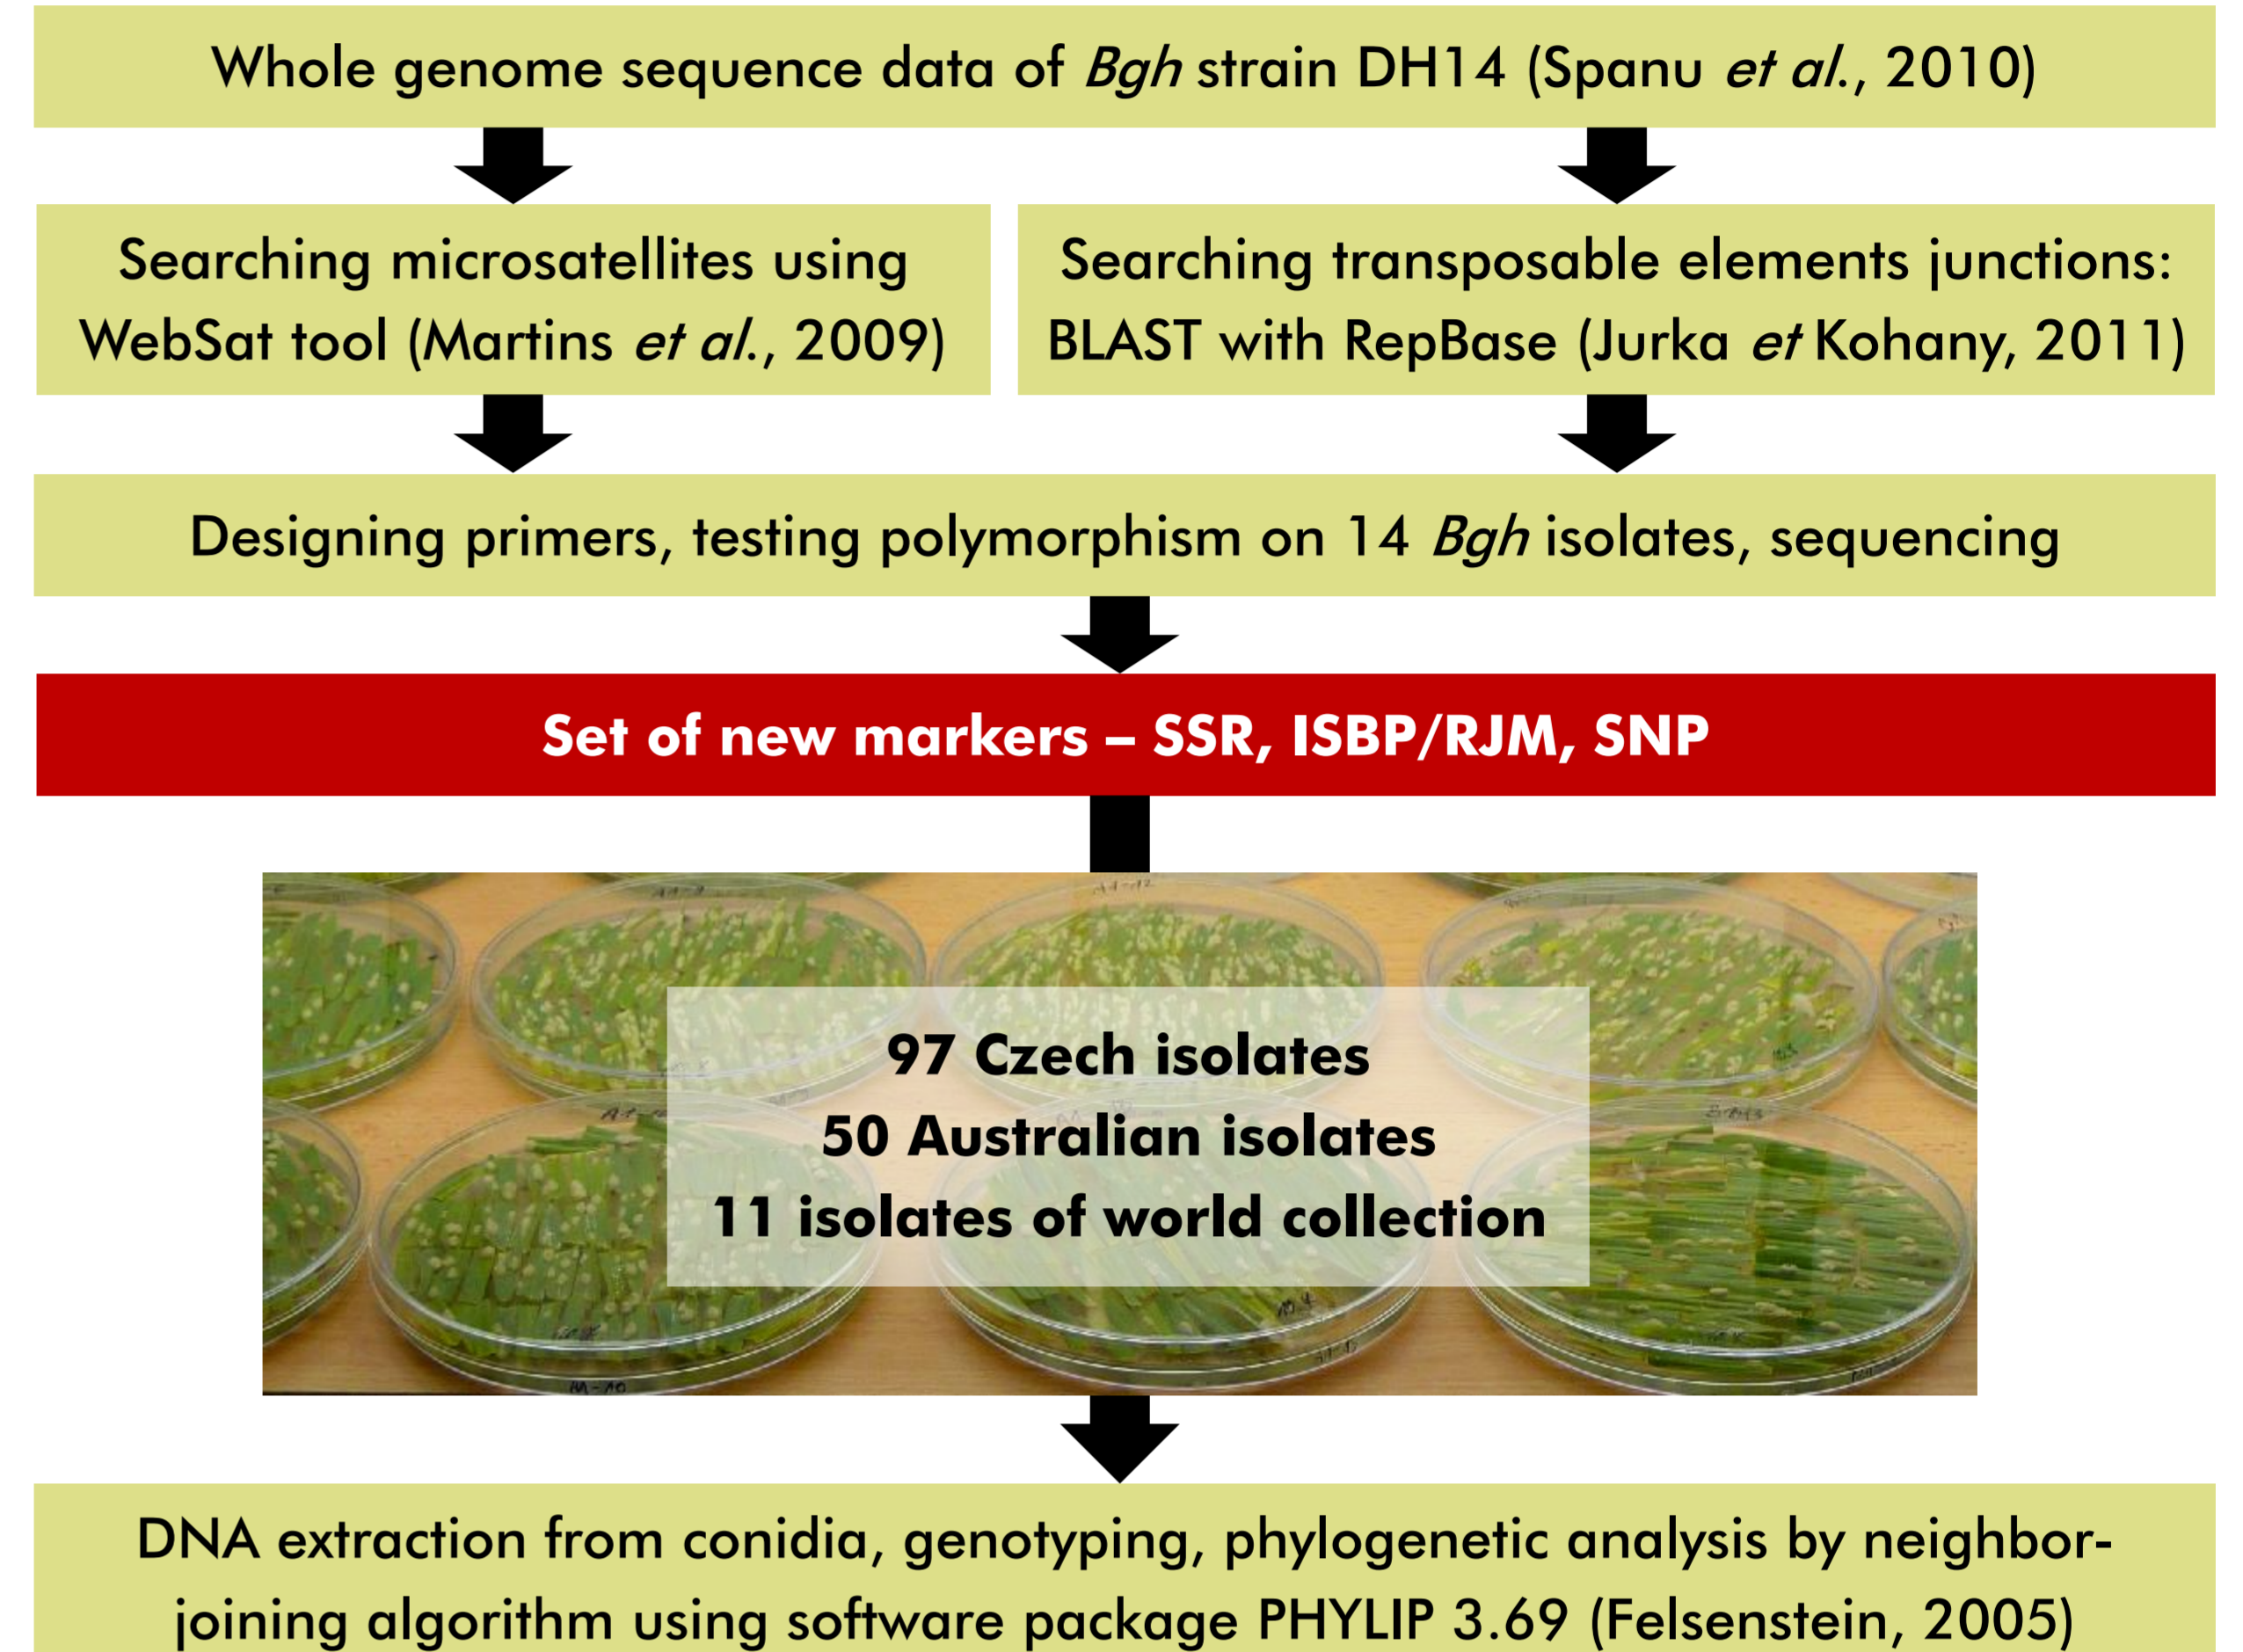 Whole genome sequence data of Bgh strain DH14 (Spanu et al., 2010)
Searching microsatellites using
WebSat tool (Martins et al., 2009)
Searching transposable elements junctions:
BLAST with RepBase (Jurka et Kohany, 2011)
Designing primers, testing polymorphism on 14 Bgh isolates, sequencing
Set of new markers – SSR, ISBP/RJM, SNP
97 Czech isolates
50 Australian isolates
11 isolates of world collection
M-10
DNA extraction from conidia, genotyping, phylogenetic analysis by neighbor-
joining algorithm using software package PHYLIP 3.69 (Felsenstein, 2005)